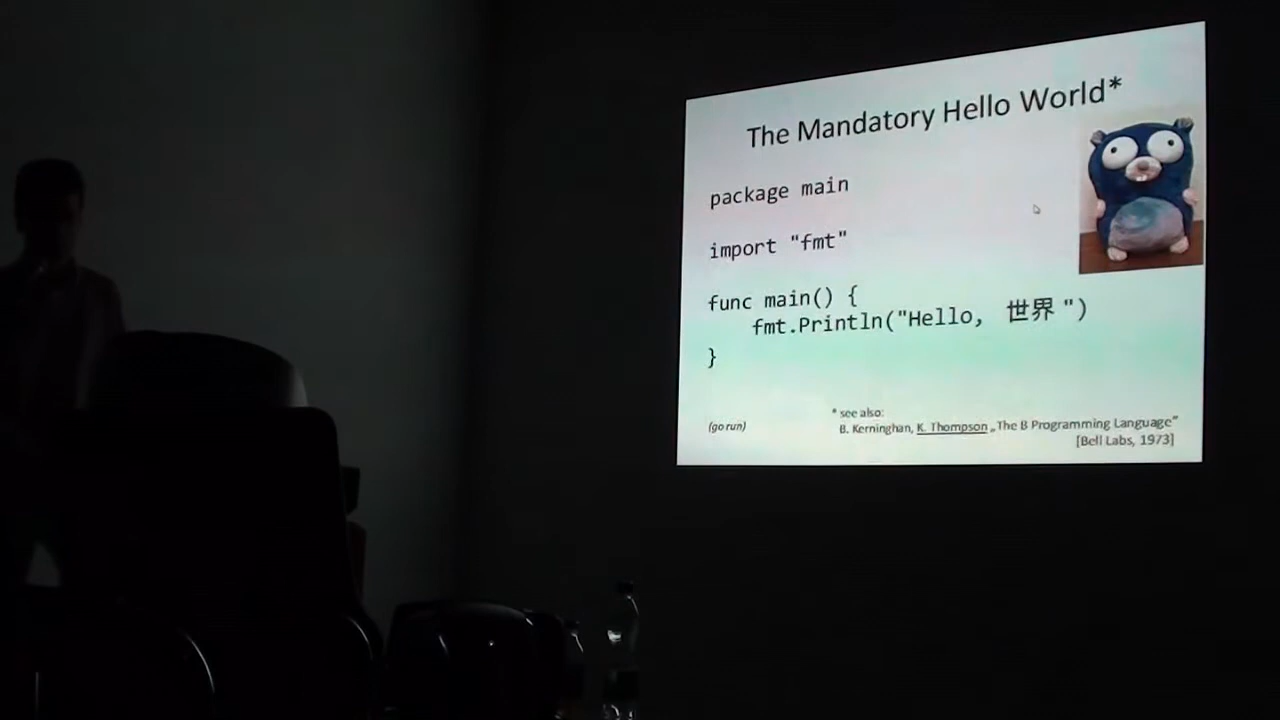 The Mandatory Hello World*
package main
import "fmt"
func main() {
fmt.Println("Hello, 世界 ")
}
(go run)
* see also:
B. Kerninghan, K. Thompson „The B Programming Language"
[Bell Labs, 1973]